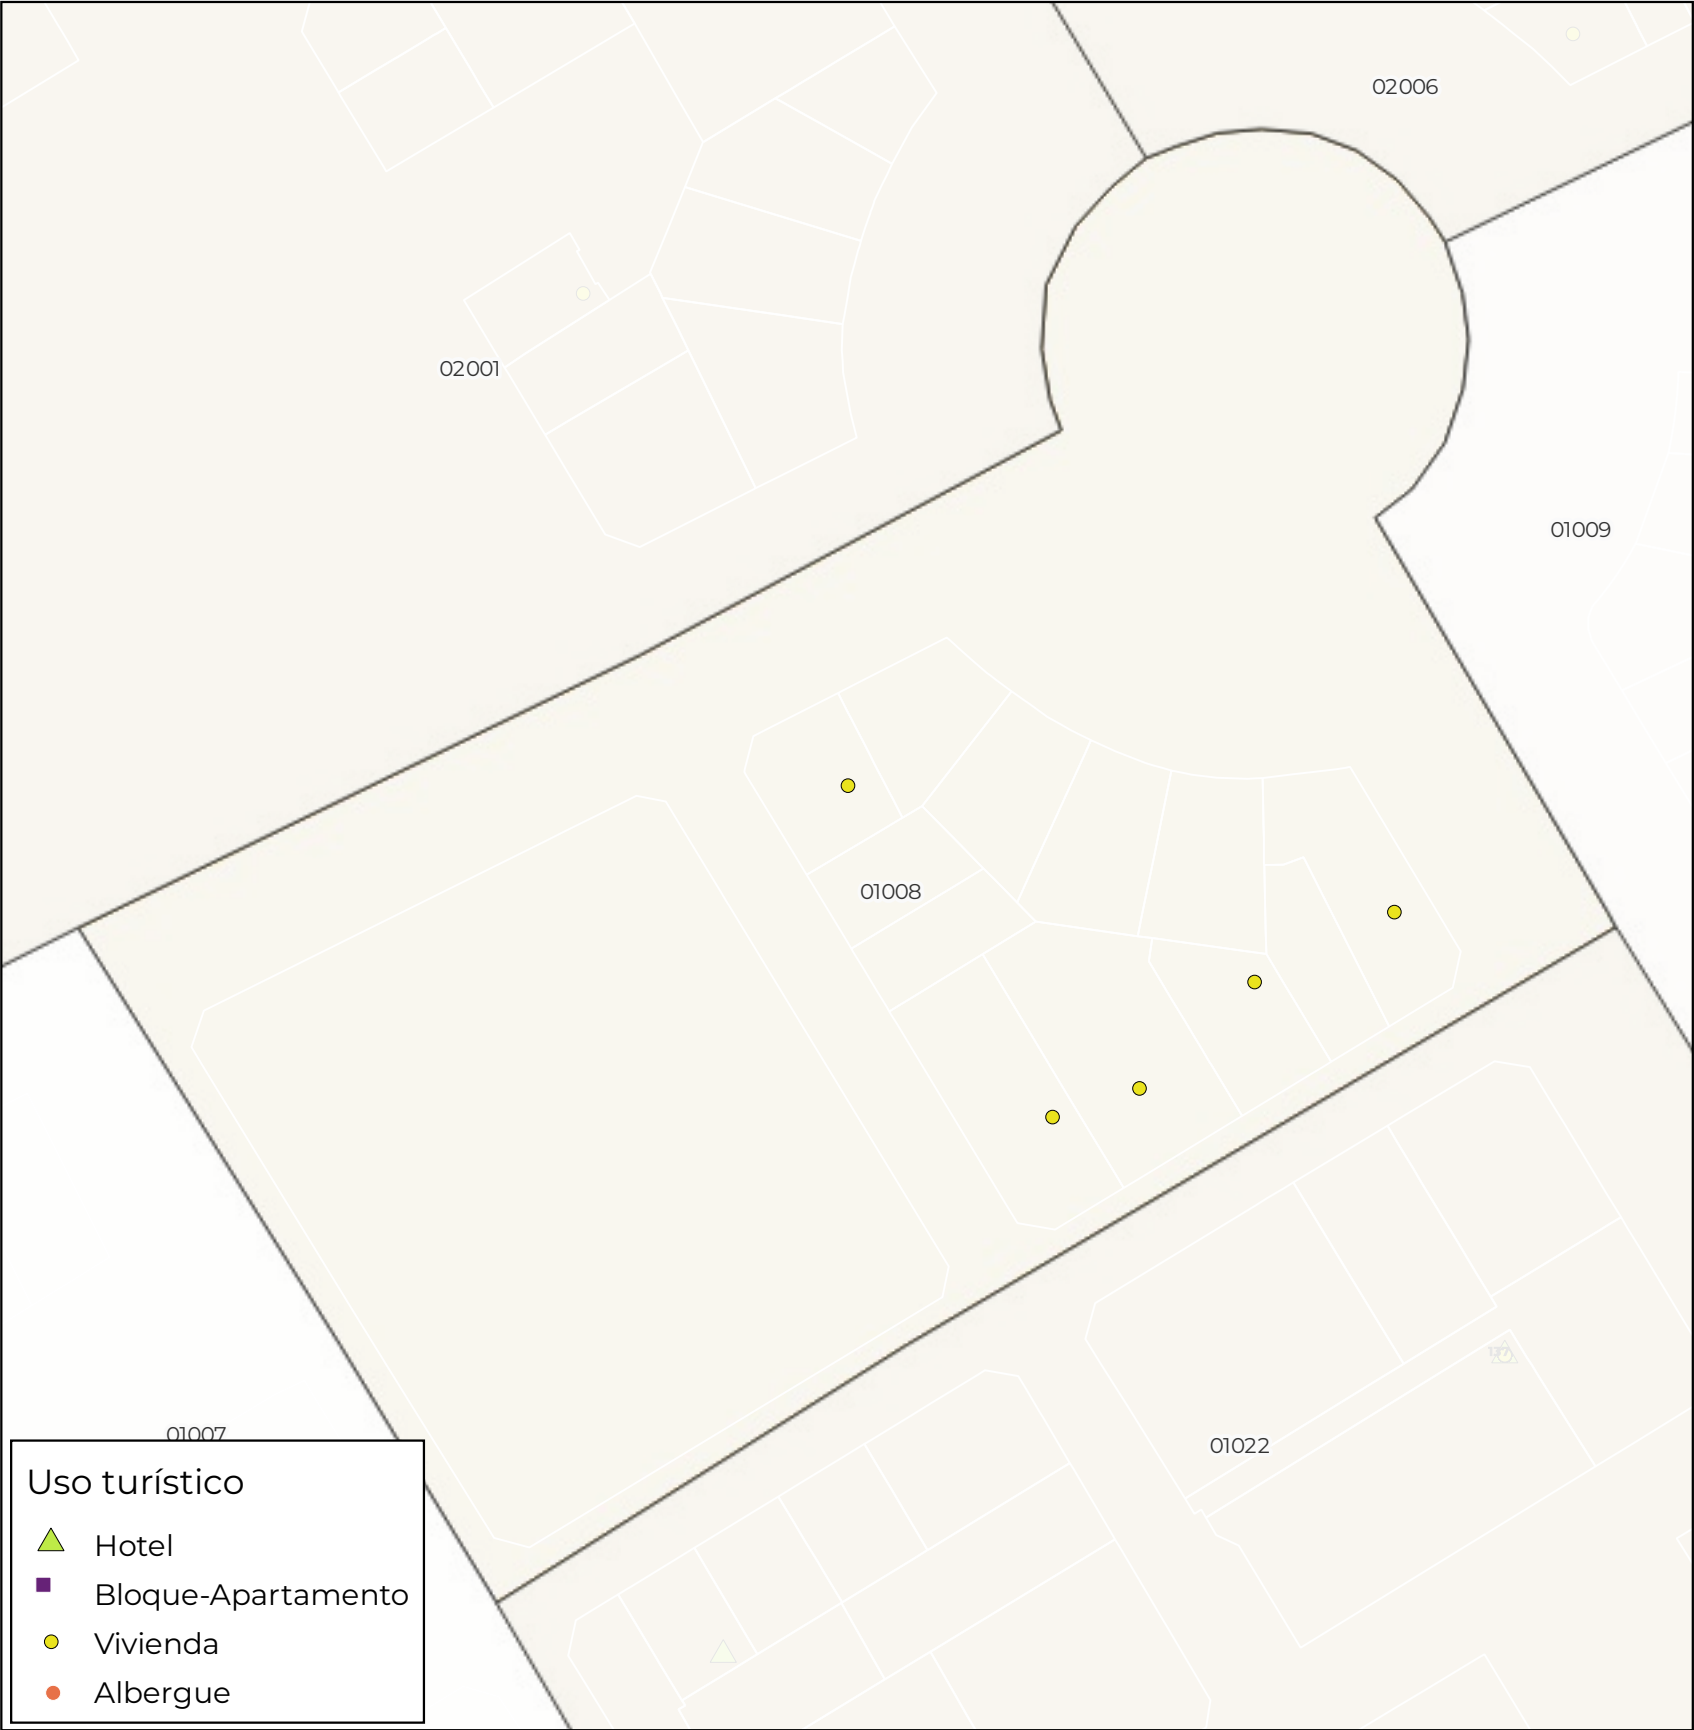 02006
02001
01009
01008
01007
01022
Uso turístico
Hotel
Bloque-Apartamento
Vivienda
Albergue